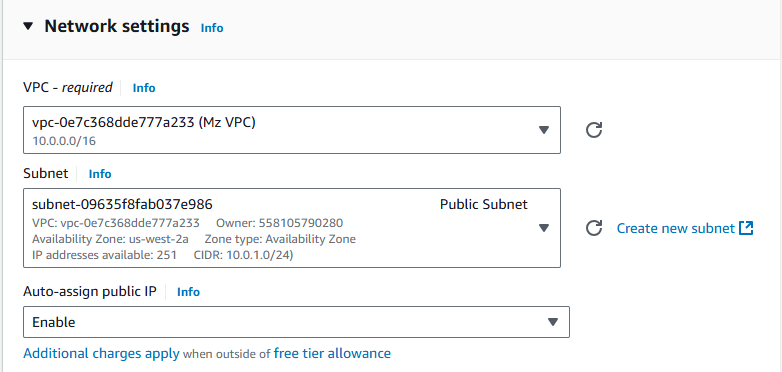 Network settings Info
VPC - required Info
vpc-0e7c368dde777a233 (Mz VPC)
10.0.0.0/16
Subnet Info
subnet-09635f8fab037e986 Public Subnet
VPC: vpc-0e7c368dde777a233 Owner: 558105790280
Availability Zone: us-west-2a Zone type: Availability Zone
IP addresses available: 251 CIDR: 10.0.1.0/24)
Create new subnet
Auto-assign public IP Info
Enable
Additional charges apply when outside of free tier allowance